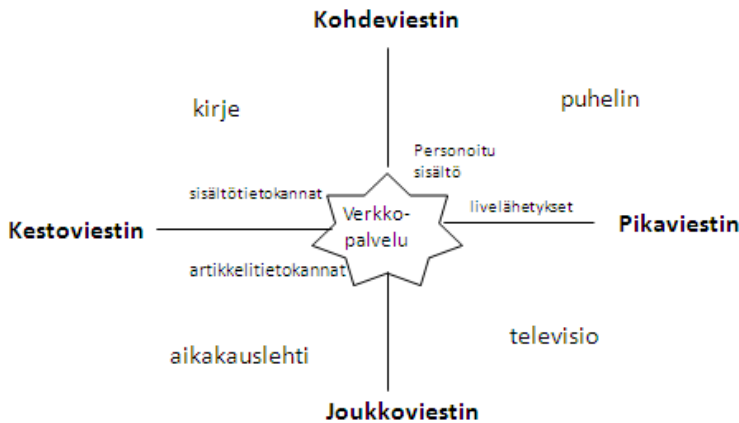 Kohdeviestin
kirje
puhelin
Personoitu
sisältö
sisältötietokannat
livelähetykset
Verkko-
palvelu
Kestoviestin
Pikaviestin
artikkelitietokannat
televisio
aikakauslehti
Joukkoviestin